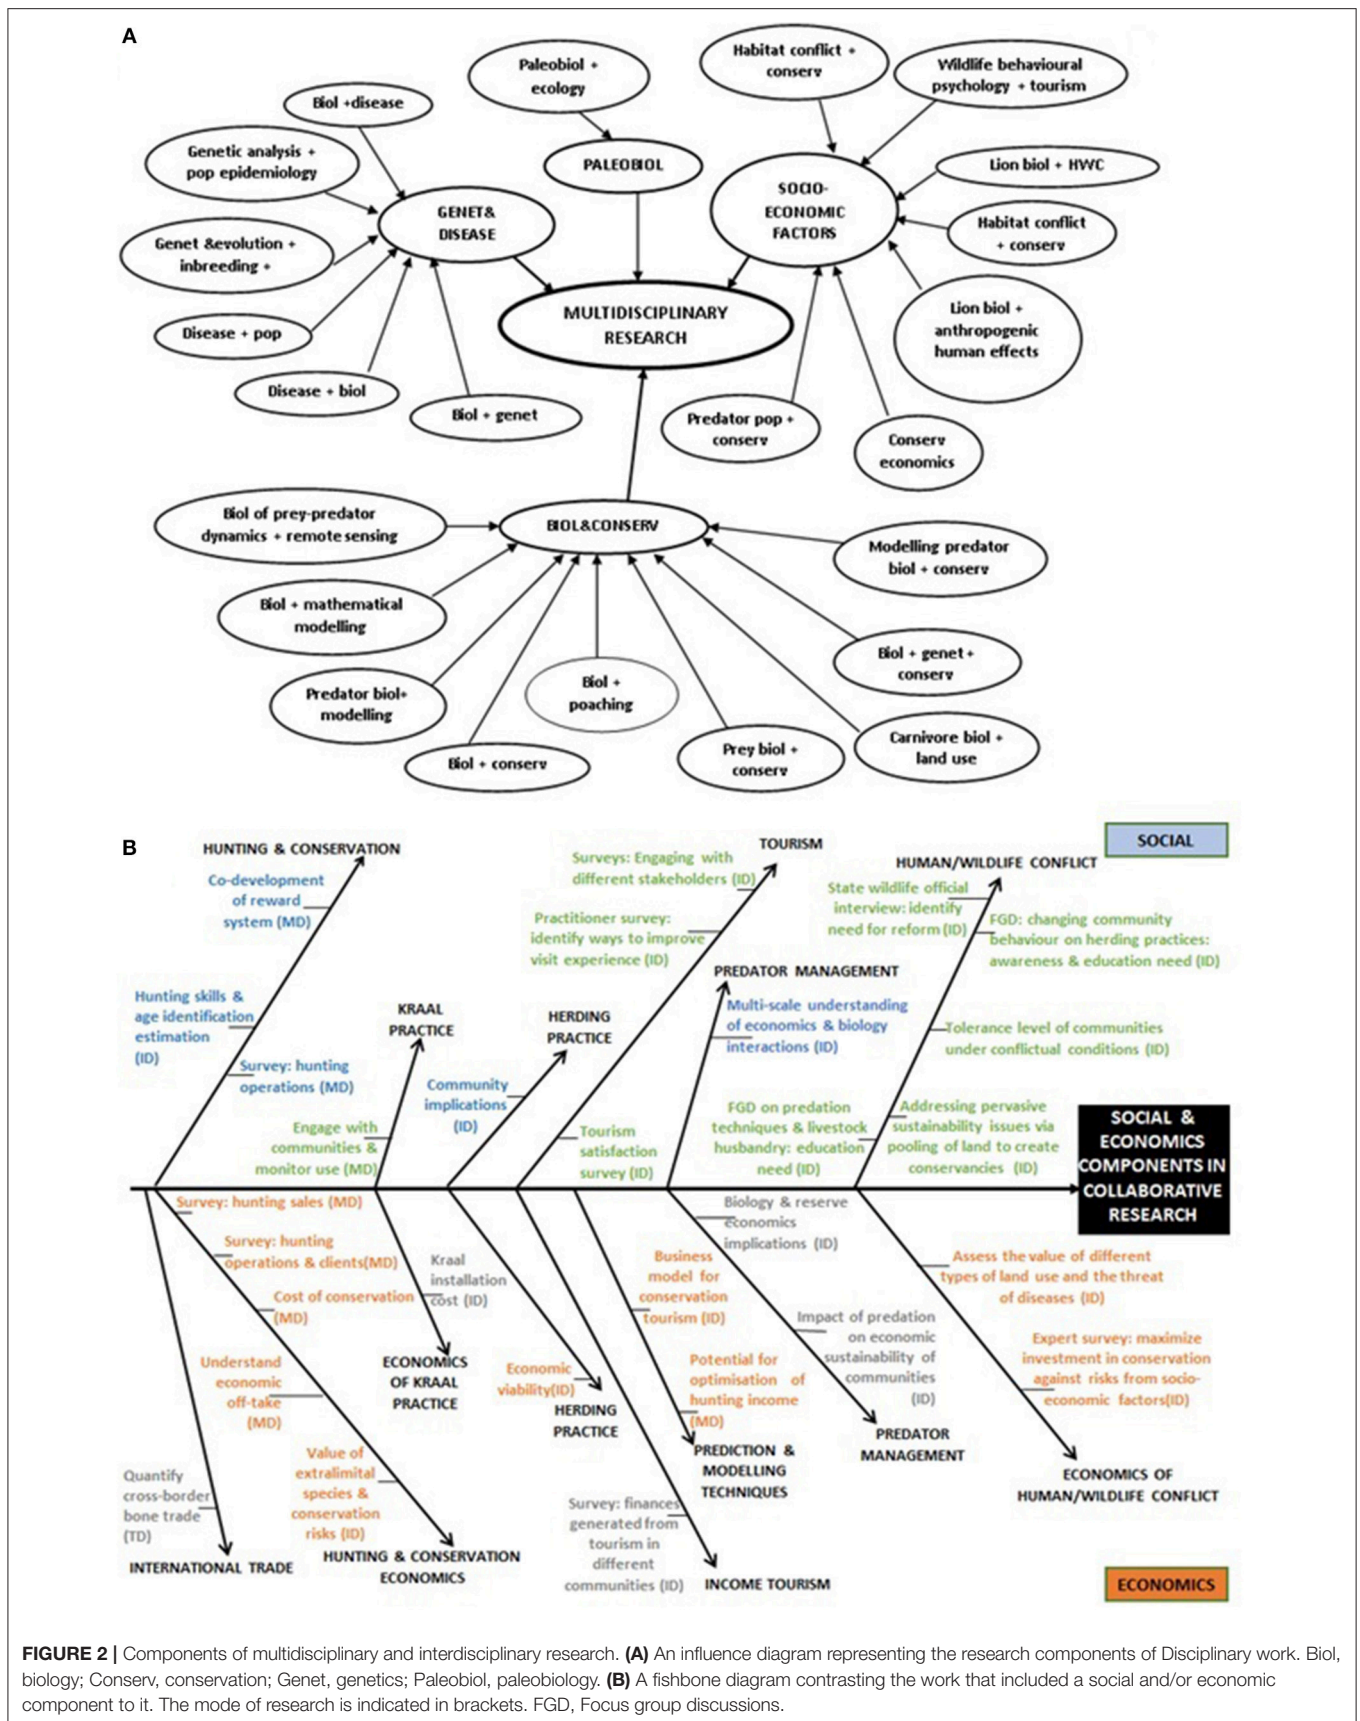 A
Paleobiol +
ecology
Habitat conflict +
conserv
Wildlife behavioural
psychology + tourism
Biol +disease
Genetic analysis +
pop epidemiology
PALEOBIOL
Lion biol + HWC
SOCIO-
ECONOMIC
FACTORS
GENET&
DISEASE
Habitat conflict
+ conserv
Genet &evolution +
inbreeding +
MULTIDISCIPLINARY
RESEARCH
Lion biol +
anthropogenic
human effects
Disease + pop
Disease + biol
Biol + genet
Predator pop +
conserv
Conserv
economics
Biol of prey-predator
dynamics + remote sensing
BIOL&CONSERV
Modelling predator
biol + conserv
Biol + mathematical
modelling
Biol + genet+
conserv
Predator biol+
modelling
Biol +
poaching
Carnivore biol +
land use
Biol + conserv
Prey biol +
conserv
B
SOCIAL
HUNTING & CONSERVATION
Co-development
of reward
system (MD)
Hunting skills &
age identification
estimation
(ID)
Survey: hunting
operations (MD)
KRAAL
PRACTICE
Engage with
communities &
monitor use (MD)
HERDING
PRACTICE
Community
implications
(ID)
TOURISM
Surveys: Engaging with
different stakeholders (ID)
Practitioner survey:
identify ways to improve
visit experience (ID)
Tourism
satisfaction
survey (ID)
PREDATOR MANAGEMENT
Multi-scale understanding
of economics & biology
interactions (ID)
FGD on predation
techniques & livestock
husbandry: education
need (ID)
HUMAN/WILDLIFE CONFLICT
State wildlife official
interview: identify
need for reform (ID)
FGD: changing community
behaviour on herding practices:
awareness & education need (ID)
Tolerance level of communities
under conflictual conditions (ID)
Addressing pervasive
sustainability issues via
pooling of land to create
conservancies (ID)
SOCIAL &
ECONOMICS
COMPONENTS IN
COLLABORATIVE
RESEARCH
Survey: hunting sales (MD)
Survey: hunting
operations & clients(MD)
Cost of conservation
(MD)
Understand
economic
off-take
(MD)
Value of
extralimital
species &
conservation
risks (ID)
Quantify
cross-border
bone trade
(TD)
INTERNATIONAL TRADE
HUNTING & CONSERVATION
ECONOMICS
Kraal
installation
cost (ID)
ECONOMICS
OF KRAAL
PRACTICE
Economic
viability(ID)
HERDING
PRACTICE
Survey: finances
generated from
tourism in
different
communities (ID)
INCOME TOURISM
Business
model for
conservation
tourism (ID)
Potential for
optimisation of
hunting income
(MD)
PREDICTION &
MODELLING
TECHNIQUES
Biology & reserve
economics
implications (ID)
Impact of predation
on economic
sustainability of
communities
(ID)
PREDATOR
MANAGEMENT
Assess the value of different
types of land use and the threat
of diseases (ID)
Expert survey: maximize
investment in conservation
against risks from socio-
economic factors(ID)
ECONOMICS OF
HUMAN/WILDLIFE CONFLICT
ECONOMICS
FIGURE 2 | Components of multidisciplinary and interdisciplinary research. (A) An influence diagram representing the research components of Disciplinary work. Biol,
biology; Conserv, conservation; Genet, genetics; Paleobiol, paleobiology. (B) A fishbone diagram contrasting the work that included a social and/or economic
component to it. The mode of research is indicated in brackets. FGD, Focus group discussions.